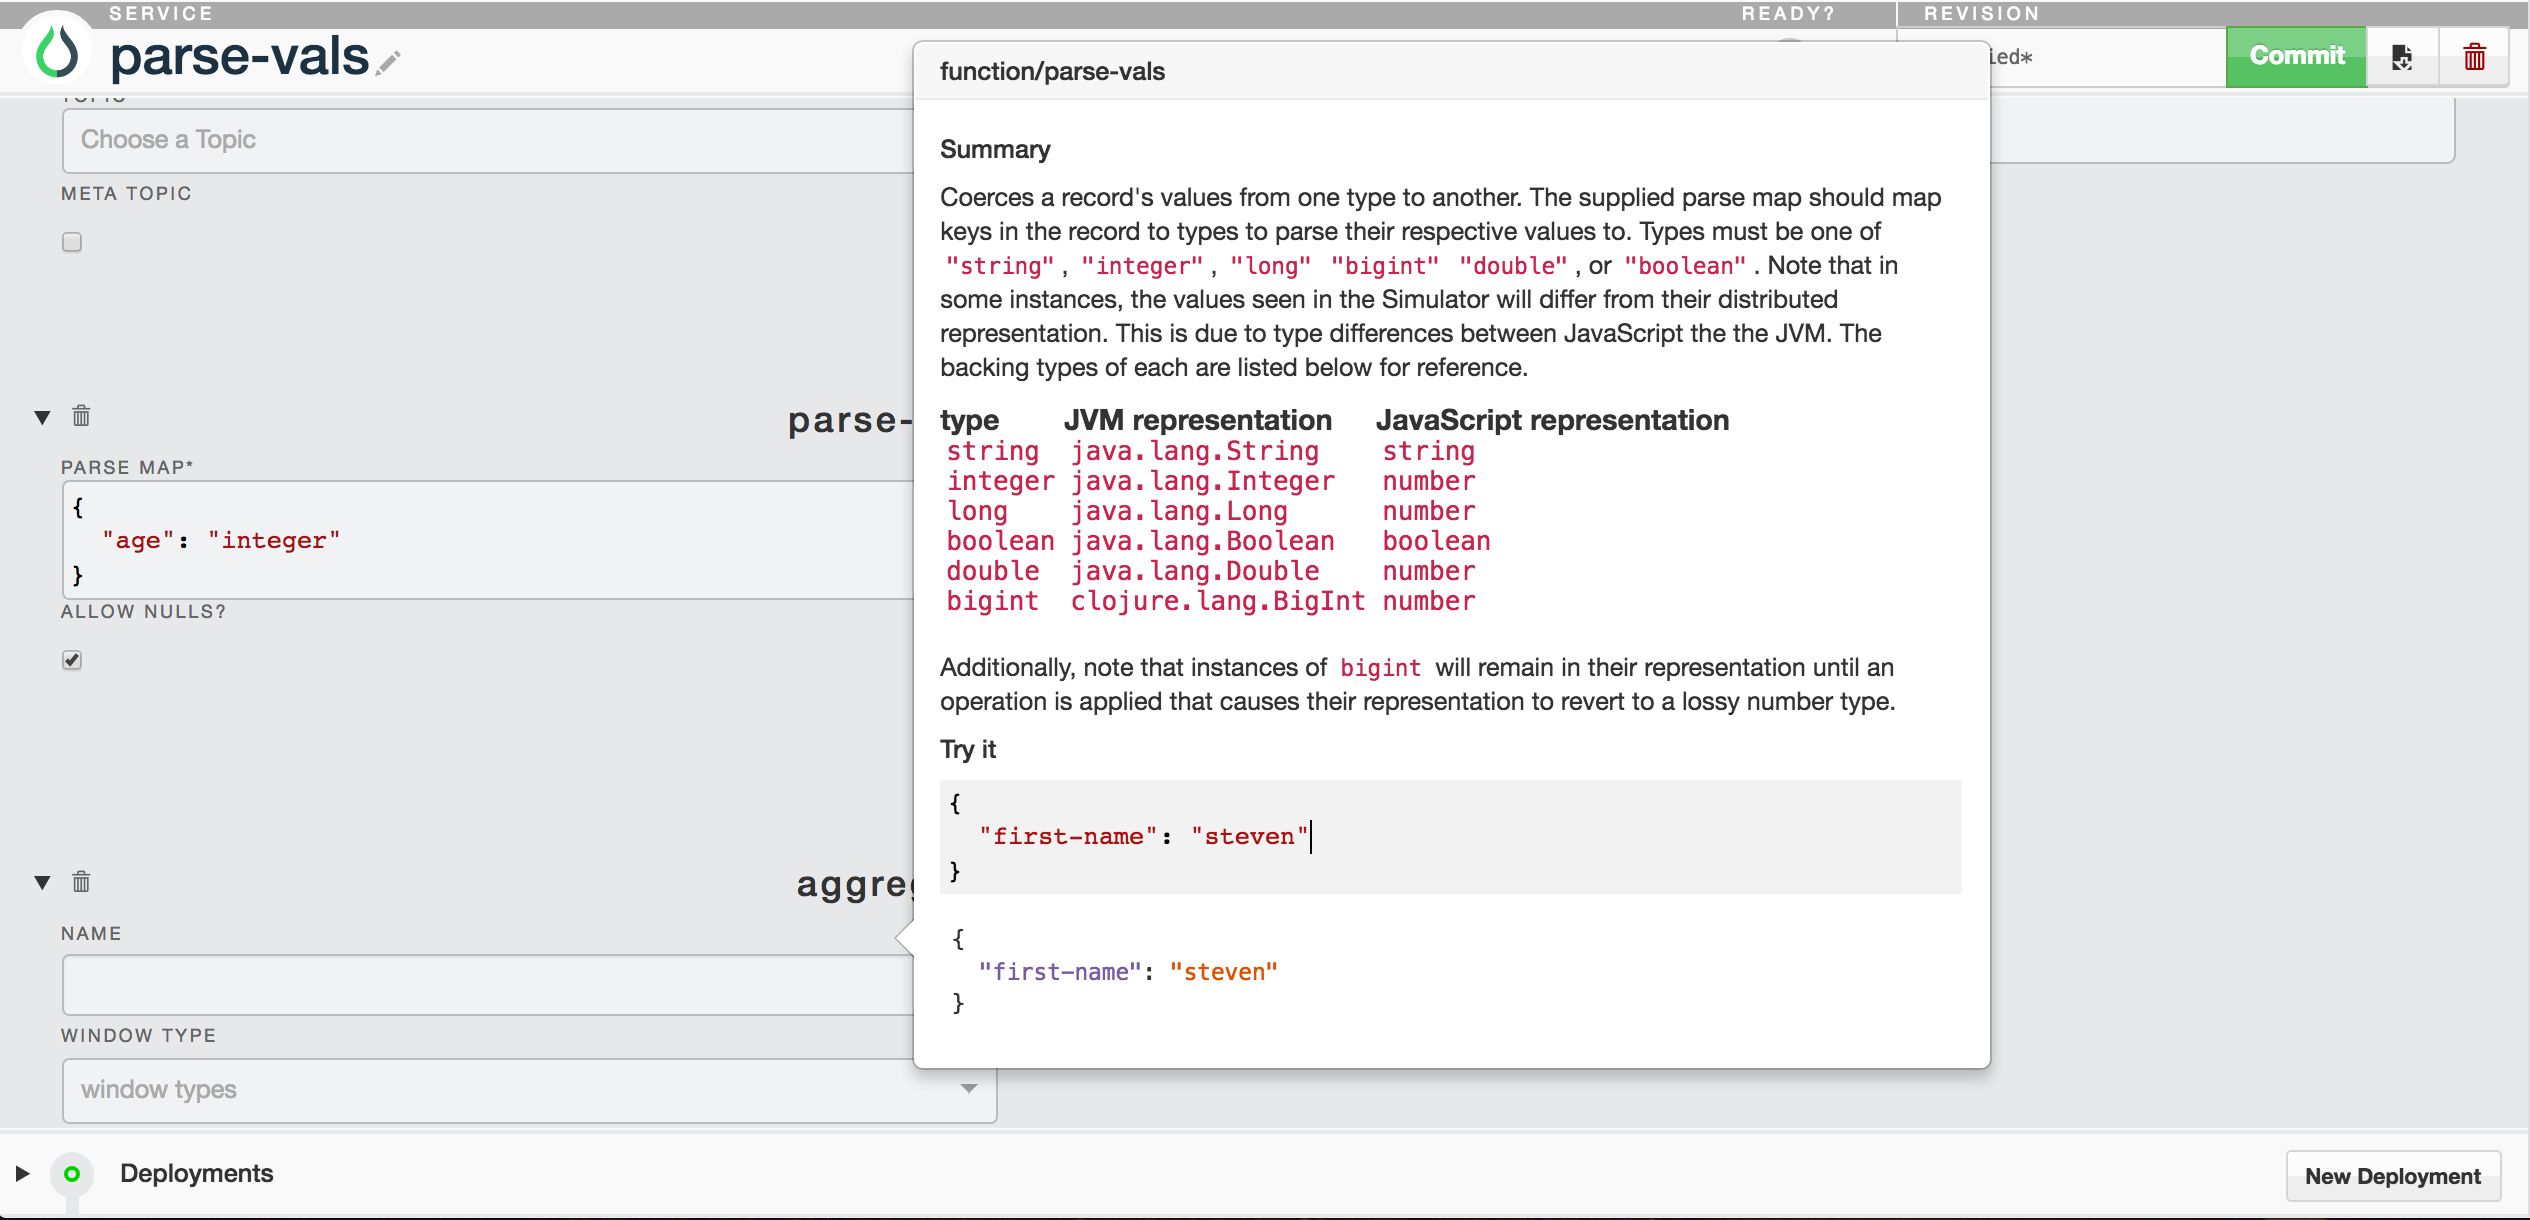 SERVICE
READY?
REVISION
parse-vals
Commit
function/parse-vals
Choose a Topic
META TOPIC
Summary
Coerces a record's values from one type to another. The supplied parse map should map
keys in the record to types to parse their respective values to. Types must be one of
"string" , "integer" , "long" "bigint" "double" , or "boolean" . Note that in
some instances, the values seen in the Simulator will differ from their distributed
representation. This is due to type differences between JavaScript the the JVM. The
backing types of each are listed below for reference.
type JVM representation JavaScript representation
string java.lang.String string
integer java.lang.Integer number
long java.lang.Long number
boolean java.lang.Boolean boolean
double java.lang.Double number
bigint clojure.lang.BigInt number
Additionally, note that instances of bigint will remain in their representation until an
operation is applied that causes their representation to revert to a lossy number type.
Try it
{
"first-name": "steven"
}
{
"first-name": "steven"
}
parse-
PARSE MAP*
{
"age": "integer"
}
ALLOW NULLS?
NAME
WINDOW TYPE
window types
Deployments
New Deployment